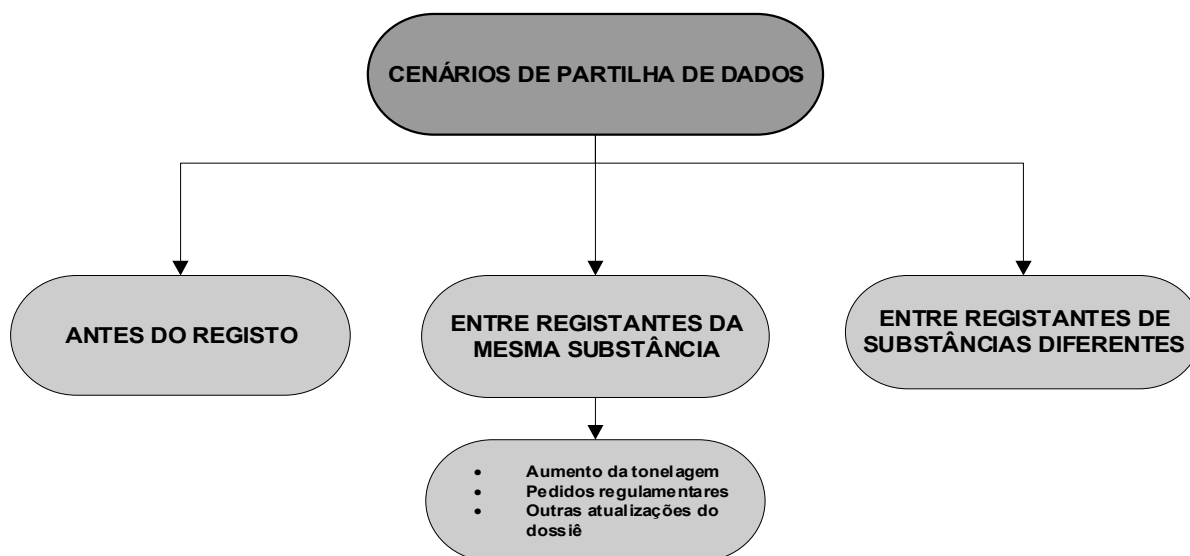 CENÁRIOS DE PARTILHA DE DADOS
ANTES DO REGISTO
ENTRE REGISTANTES DA
MESMA SUBSTÂNCIA
ENTRE REGISTANTES DE
SUBSTÂNCIAS DIFERENTES
• Aumento da tonelagem
• Pedidos regulamentares
• Outras atualizações do
dossiê